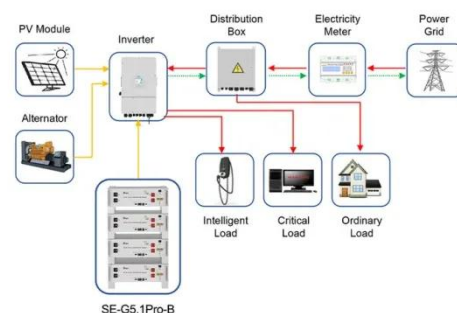 PV Module
Inverter
Distribution
Box
Electricity
Meter
Power
Grid
Alternator
Intelligent
Load
Critical
Load
Ordinary
Load
SE-G5.1Pro-B